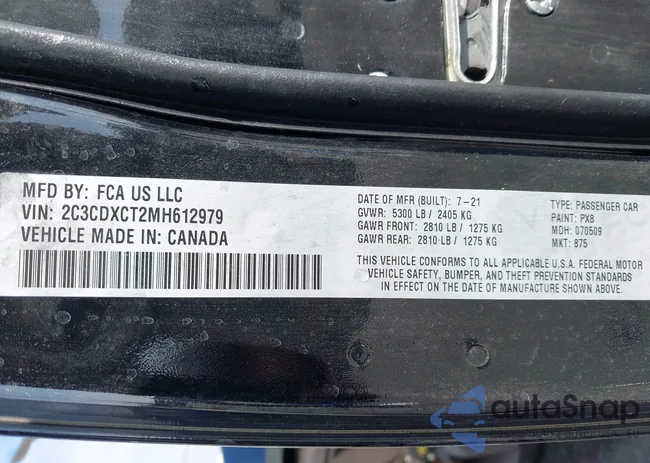 MFD BY: FCA US LLC
VIN: 2C3CDXCT2MH612979
VEHICLE MADE IN: CANADA
DATE OF MFR (BUILT): 7-21
GVWR: 5300 LB / 2405 KG
GAWR FRONT: 2810 LB / 1275 KG
GAWR REAR: 2810 LB / 1275 KG
TYPE: PASSENGER CAR
PAINT: PX8
MDH: 070509
MKT: 875
THIS VEHICLE CONFORMS TO ALL APPLICABLE U.S.A. FEDERAL MOTOR
VEHICLE SAFETY, BUMPER, AND THEFT PREVENTION STANDARDS
IN EFFECT ON THE DATE OF MANUFACTURE SHOWN ABOVE.
autoSnap